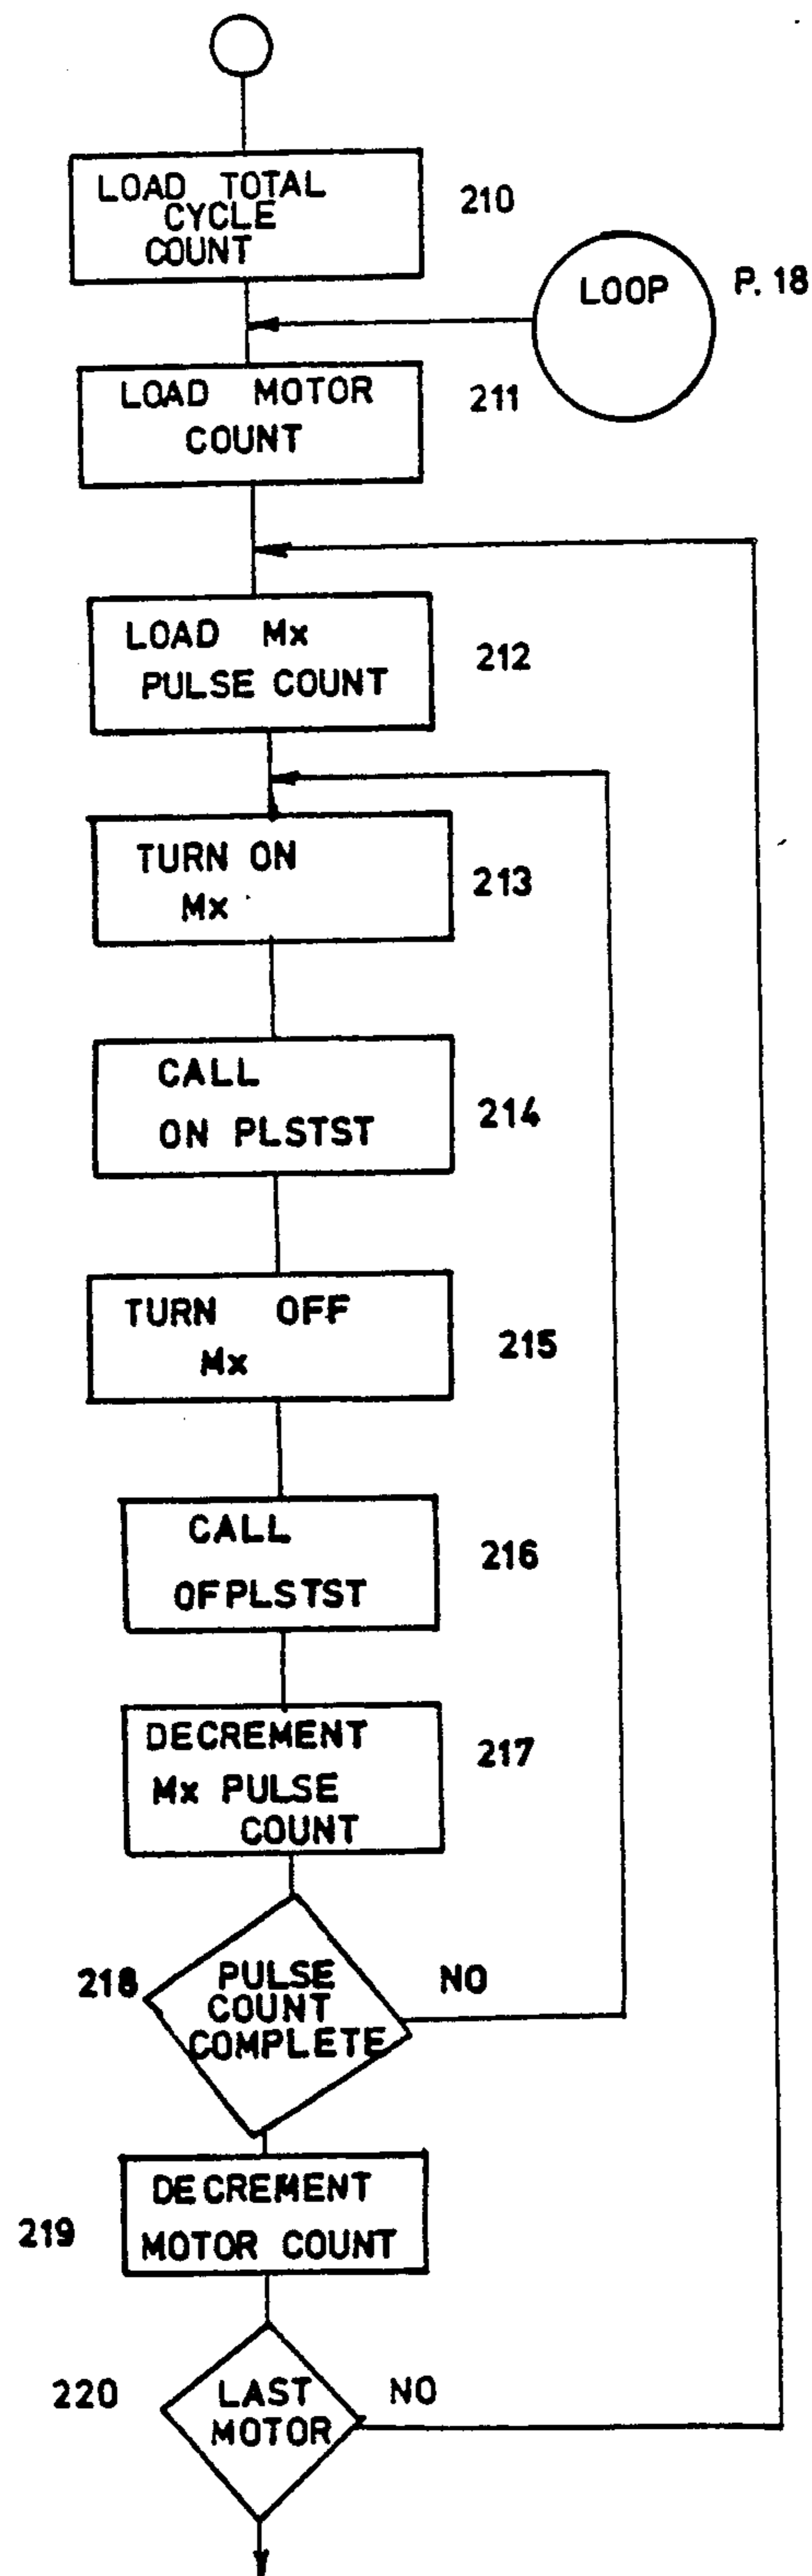 LOAD TOTAL
CYCLE
COUNT
210
LOOP
P. 18
LOAD MOTOR
COUNT
211
LOAD Mx
PULSE COUNT
212
TURN ON
Mx
213
CALL
ON PLSTST
214
TURN OFF
Mx
215
CALL
OFPLSTST
216
DECREMENT
Mx PULSE
COUNT
217
218
PULSE
COUNT
COMPLETE
NO
DECREMENT
MOTOR COUNT
219
220
LAST
MOTOR
NO